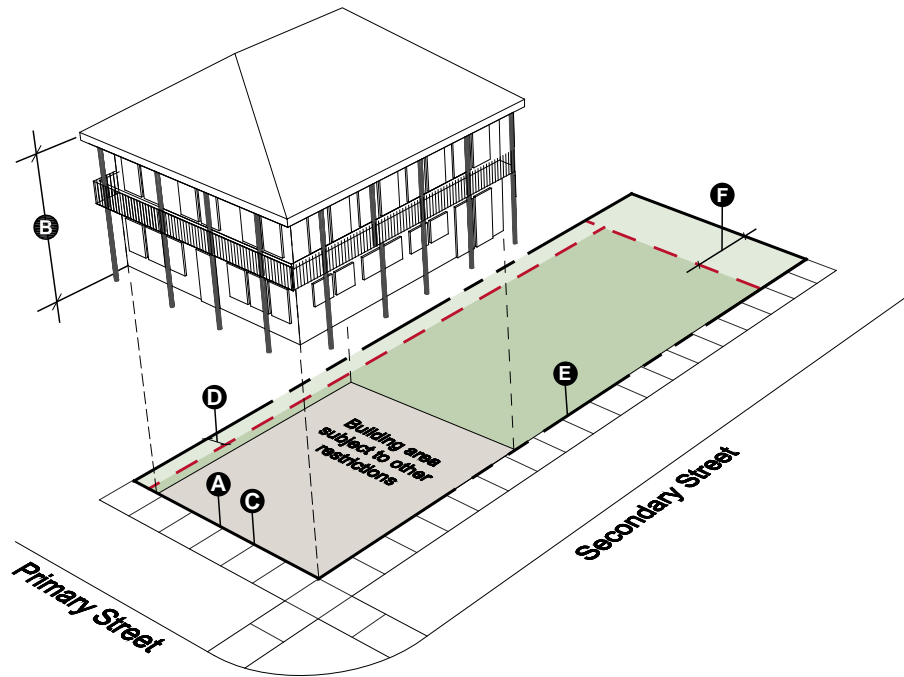 B
F
E
D
Building area
subject to other
restrictions
A
C
Secondary Street
Primary Street